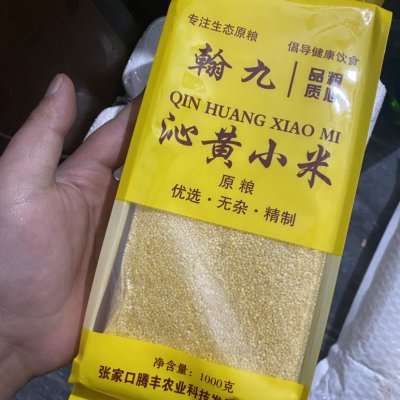 专注生态原粮
倡导健康饮食
翰九
品粮
质心
QIN HUANG XIAO MI
沁黄小米
原粮
优选·无杂·精制
净含量：1000克
张家口腾丰农业科技发